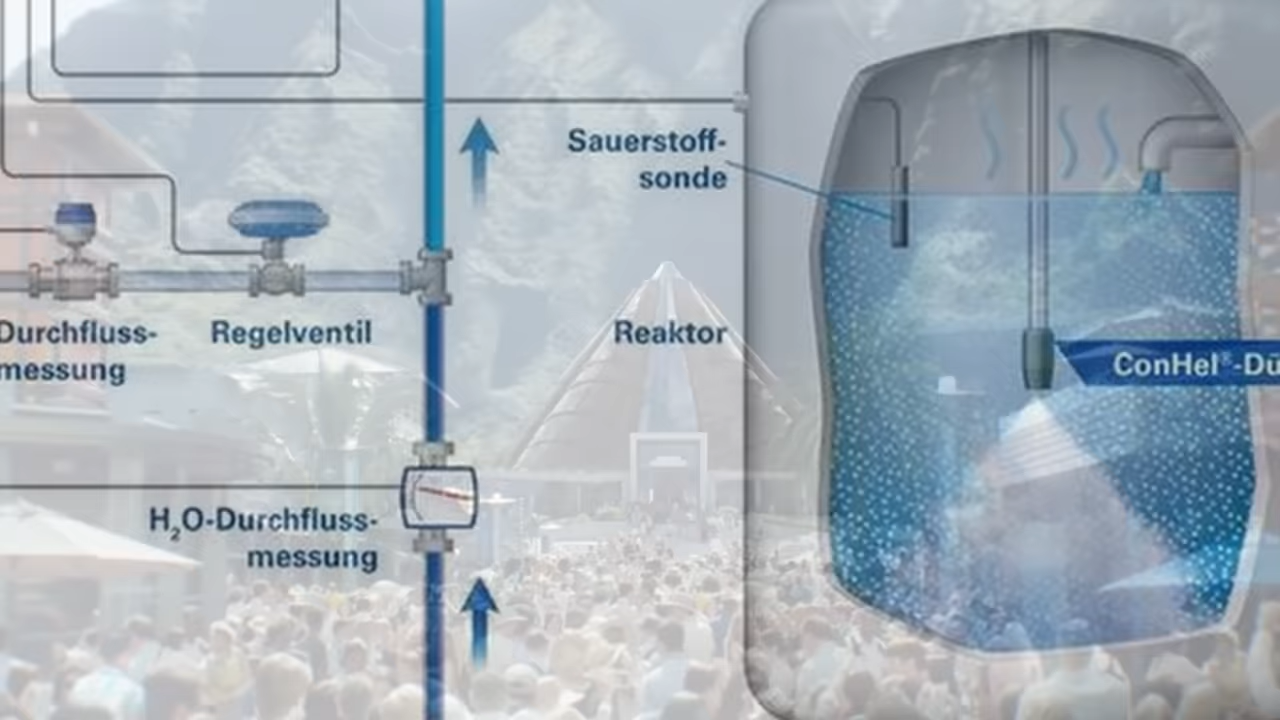 Sauerstoff-
sonde
Durchfluss-
messung
Regelventil
Reaktor
ConHel®-Dü
H₂O-Durchfluss-
messung